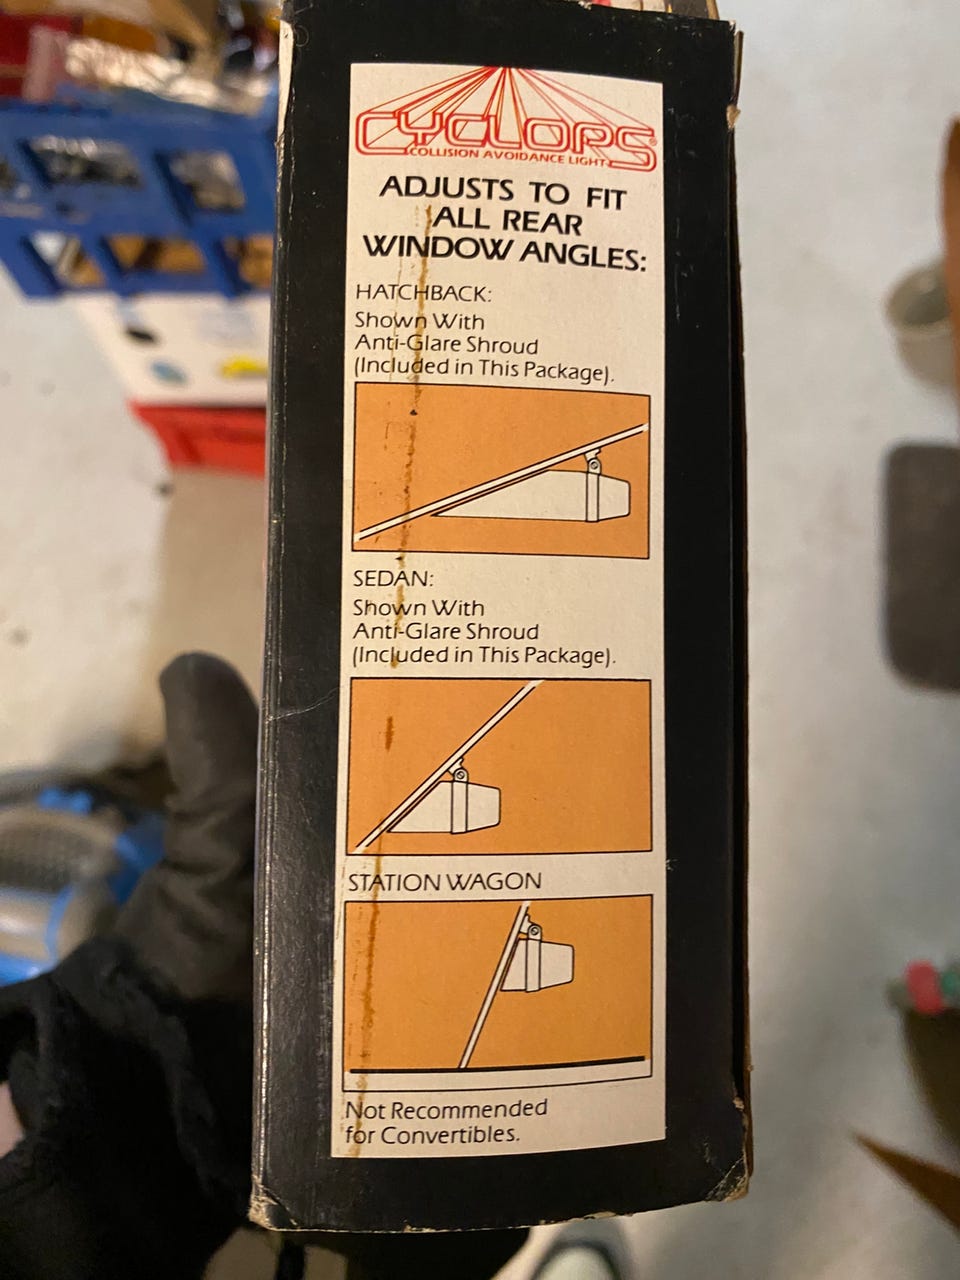 CYCLOPS®
COLLISION AVOIDANCE LIGHT
ADJUSTS TO FIT
ALL REAR
WINDOW ANGLES:
HATCHBACK:
Shown With
Anti-Glare Shroud
(Included in This Package).
SEDAN:
Shown With
Anti-Glare Shroud
(Included in This Package).
STATION WAGON
Not Recommended
for Convertibles.